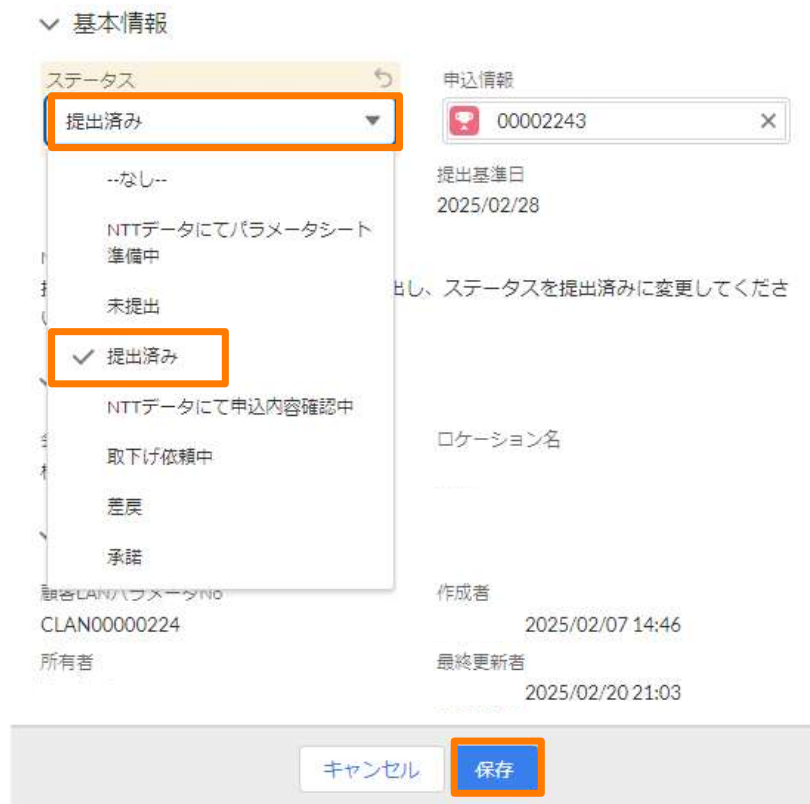 基本情報
ステータス
提出済み
申込情報
00002243
--なし--
NTTデータにてパラメータシート
準備中
未提出
提出済み
NTTデータにて申込内容確認中
取下げ依頼中
差戻
承諾
提出基準日
2025/02/28
出し、ステータスを提出済みに変更してくださ
い
ロケーション名
顧客LANパラメータNo
CLAN00000224
作成者
2025/02/07 14:46
所有者
最終更新者
2025/02/20 21:03
キャンセル
保存